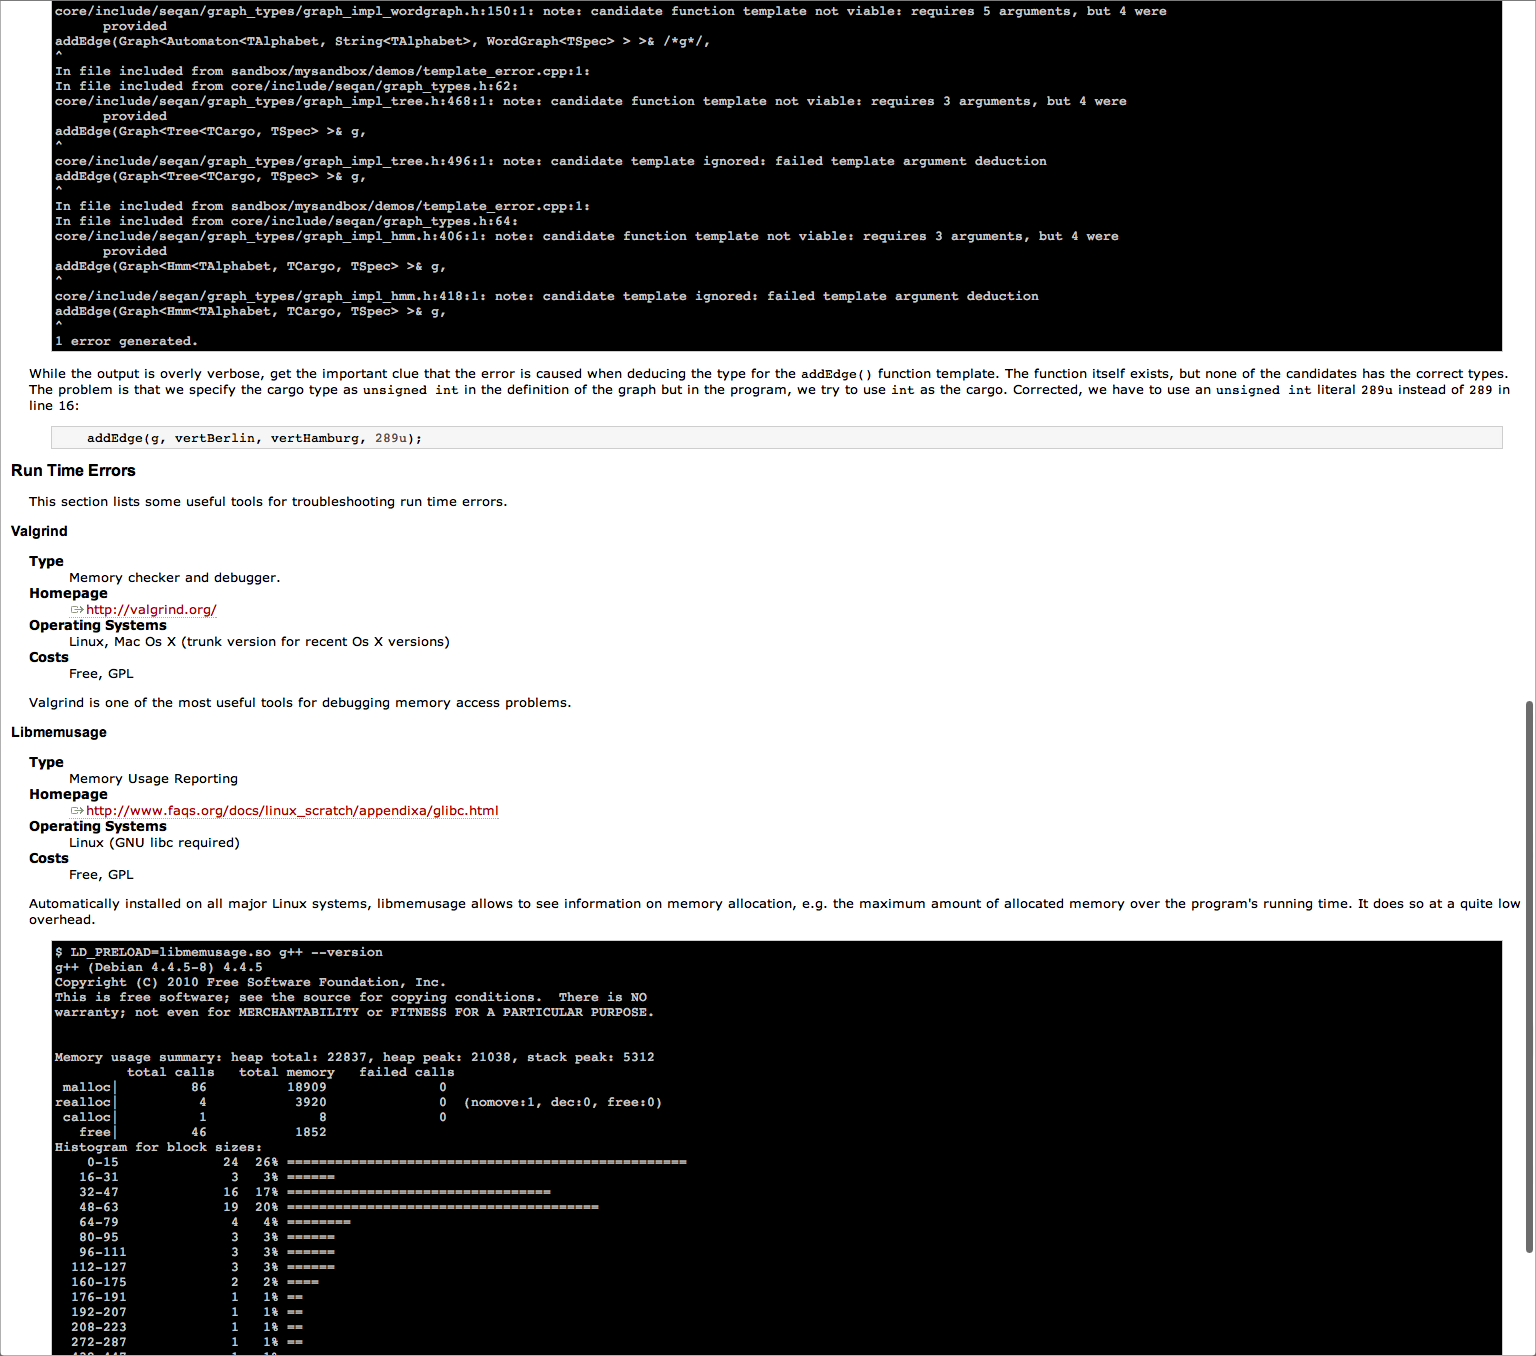 core/include/seqan/graph_types/graph_impl_wordgraph.h:150:1: note: candidate function template not viable: requires 5 arguments, but 4 were
      provided
addEdge(Graph<Automaton<TAlphabet, String<TAlphabet>, WordGraph<TSpec> > >& /*g*/,
^
In file included from sandbox/mysandbox/demos/template_error.cpp:1:
In file included from core/include/seqan/graph_types.h:62:
core/include/seqan/graph_types/graph_impl_tree.h:468:1: note: candidate function template not viable: requires 3 arguments, but 4 were
      provided
addEdge(Graph<Tree<TCargo, TSpec> >& g,
^
core/include/seqan/graph_types/graph_impl_tree.h:496:1: note: candidate template ignored: failed template argument deduction
addEdge(Graph<Tree<TCargo, TSpec> >& g,
^
In file included from sandbox/mysandbox/demos/template_error.cpp:1:
In file included from core/include/seqan/graph_types.h:64:
core/include/seqan/graph_types/graph_impl_hmm.h:406:1: note: candidate function template not viable: requires 3 arguments, but 4 were
      provided
addEdge(Graph<Hmm<TAlphabet, TCargo, TSpec> >& g,
^
core/include/seqan/graph_types/graph_impl_hmm.h:418:1: note: candidate template ignored: failed template argument deduction
addEdge(Graph<Hmm<TAlphabet, TCargo, TSpec> >& g,
^
1 error generated.
While the output is overly verbose, get the important clue that the error is caused when deducing the type for the addEdge() function template. The function itself exists, but none of the candidates has the correct types.
The problem is that we specify the cargo type as unsigned int in the definition of the graph but in the program, we try to use int as the cargo. Corrected, we have to use an unsigned int literal 289u instead of 289 in
line 16:
addEdge(g, vertBerlin, vertHamburg, 289u);
Run Time Errors
This section lists some useful tools for troubleshooting run time errors.
Valgrind
Type
Memory checker and debugger.
Homepage
http://valgrind.org/
Operating Systems
Linux, Mac Os X (trunk version for recent Os X versions)
Costs
Free, GPL
Valgrind is one of the most useful tools for debugging memory access problems.
Libmemusage
Type
Memory Usage Reporting
Homepage
http://www.faqs.org/docs/linux_scratch/appendixa/glibc.html
Operating Systems
Linux (GNU libc required)
Costs
Free, GPL
Automatically installed on all major Linux systems, libmemusage allows to see information on memory allocation, e.g. the maximum amount of allocated memory over the program's running time. It does so at a quite low
overhead.
$ LD_PRELOAD=libmemusage.so g++ --version
g++ (Debian 4.4.5-8) 4.4.5
Copyright (C) 2010 Free Software Foundation, Inc.
This is free software; see the source for copying conditions.  There is NO
warranty; not even for MERCHANTABILITY or FITNESS FOR A PARTICULAR PURPOSE.
Memory usage summary: heap total: 22837, heap peak: 21038, stack peak: 5312
         total calls   total memory   failed calls
 malloc|         86          18909              0
realloc|          4           3920              0  (nomove:1, dec:0, free:0)
 calloc|          1              8              0
   free|         46           1852
Histogram for block sizes:
    0-15             24  26% ==================================================
   16-31              3   3% ======
   32-47             16  17% =================================
   48-63             19  20% =======================================
   64-79              4   4% ========
   80-95              3   3% ======
   96-111             3   3% ======
  112-127             3   3% ======
  160-175             2   2% ====
  176-191             1   1% ==
  192-207             1   1% ==
  208-223             1   1% ==
  272-287             1   1% ==